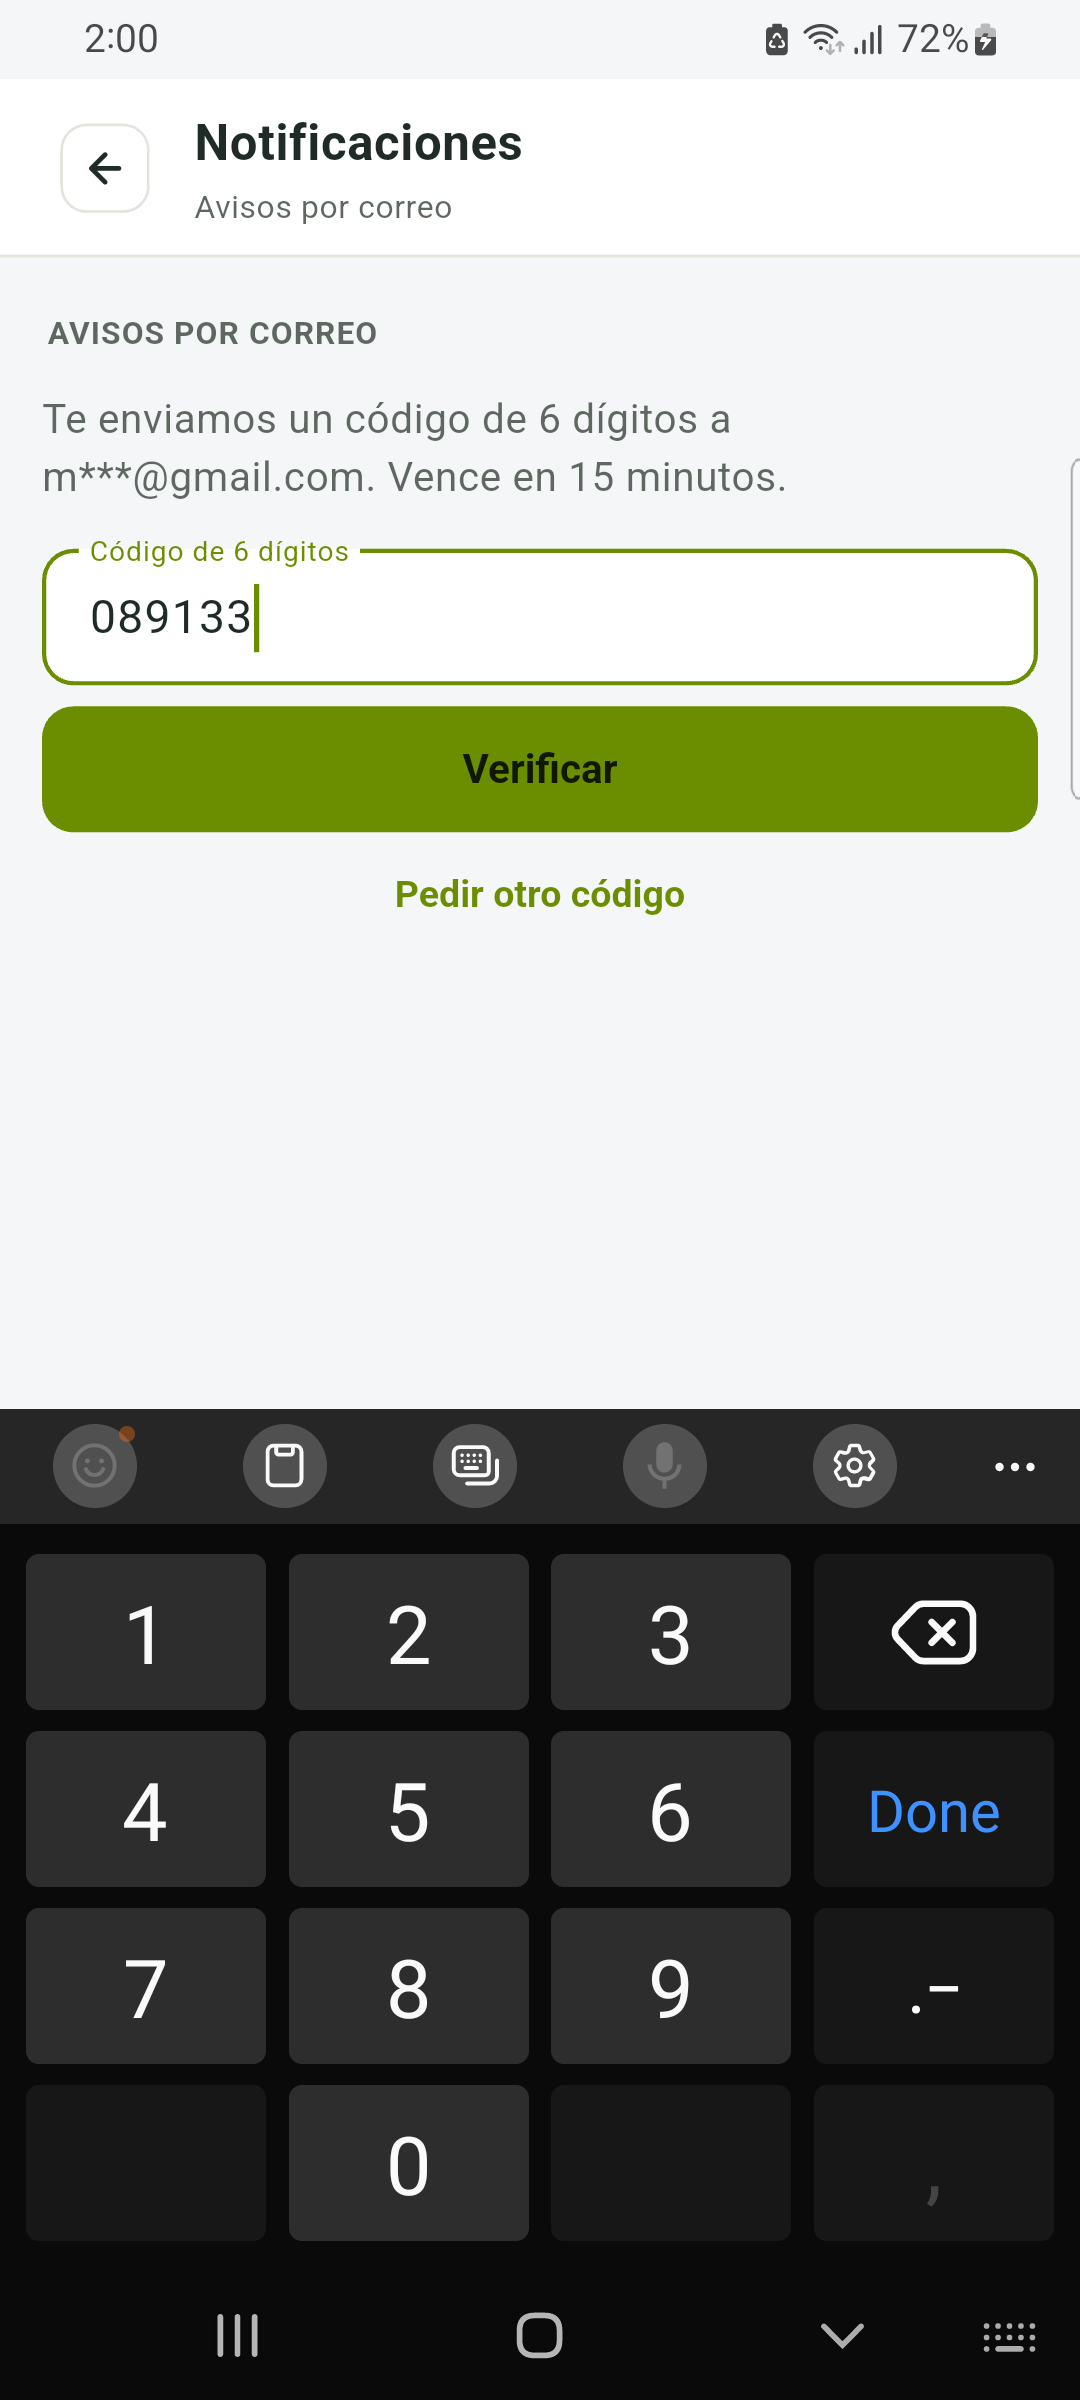 2:00
72%
Notificaciones
Avisos por correo
AVISOS POR CORREO
Te enviamos un código de 6 dígitos a
m***@gmail.com. Vence en 15 minutos.
Código de 6 dígitos
089133
Verificar
Pedir otro código
1 2 3
4 5 6 Done
7 8 9 .-
0 ,